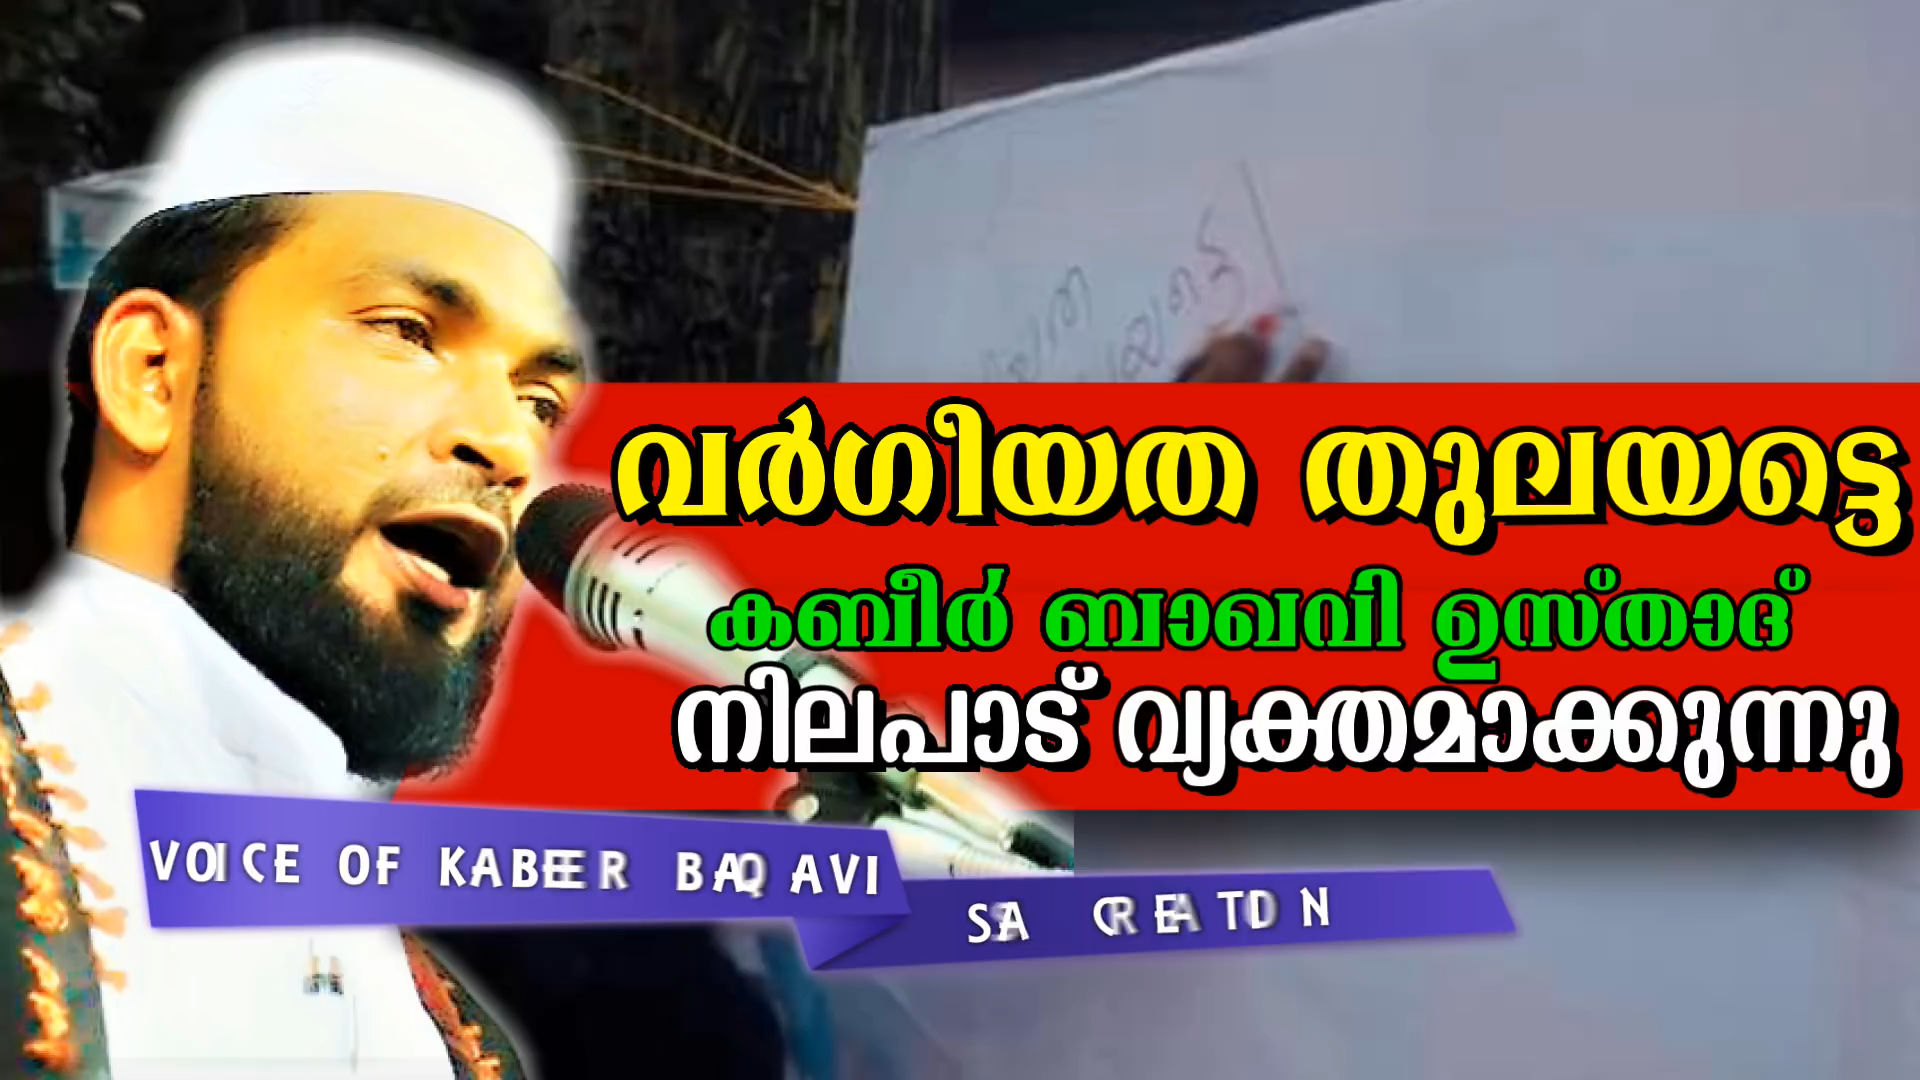 വർഗീയത തുലയട്ടെ
കബീർ ബാഖവി ഉസ്താദ്
നിലപാട് വ്യക്തമാക്കുന്നു
VOICE OF KABEER BAQAVI
SA CREATION